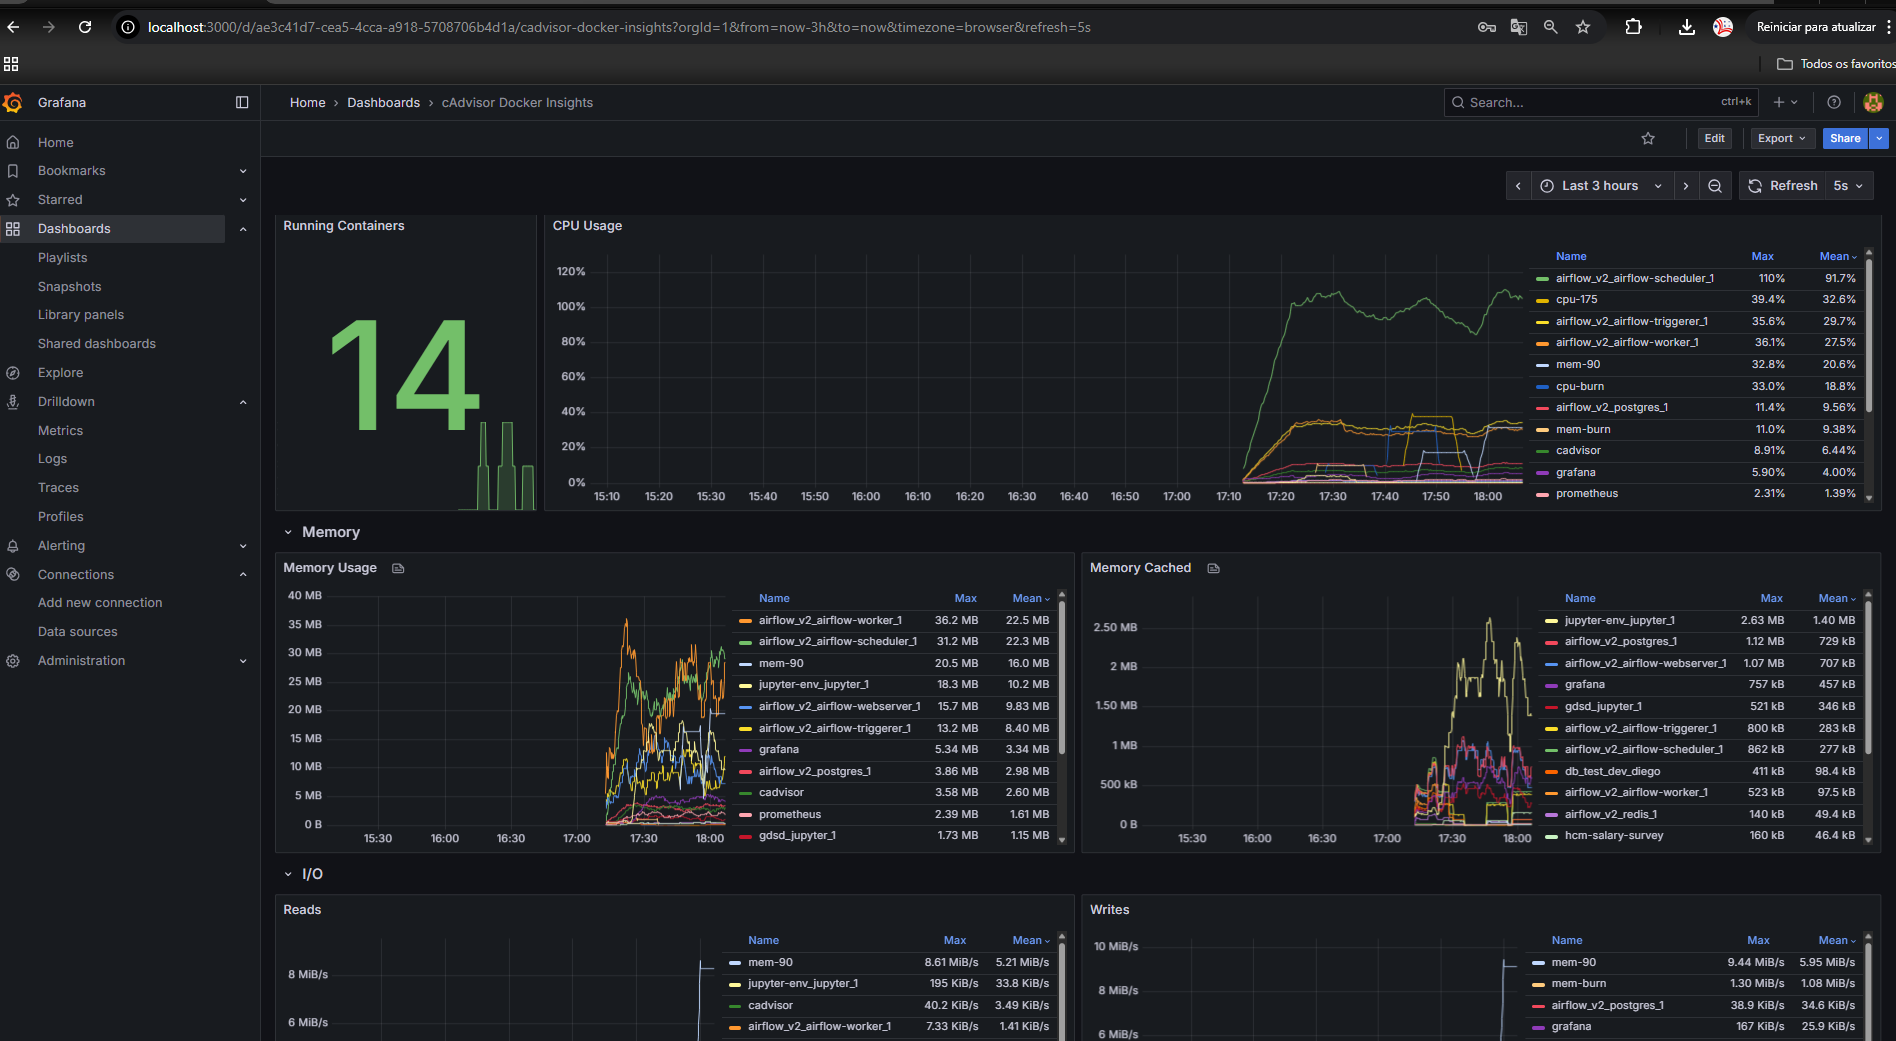 localhost:3000/d/ae3c41d7-cea5-4cca-a918-5708706b4d1a/cadvisor-docker-insights?orgId=1&from=now-3h&to=now&timezone=browser&refresh=5s
Reiniciar para atualizar
Todos os favoritos
Grafana
Home › Dashboards › cAdvisor Docker Insights
Search...
ctrl+k
Home
Bookmarks
Starred
Dashboards
Playlists
Snapshots
Library panels
Shared dashboards
Explore
Drilldown
Metrics
Logs
Traces
Profiles
Alerting
Connections
Add new connection
Data sources
Administration
Edit
Export
Share
Last 3 hours
Refresh
5s
Running Containers
14
CPU Usage
120%
100%
80%
60%
40%
20%
0%
15:10 15:20 15:30 15:40 15:50 16:00 16:10 16:20 16:30 16:40 16:50 17:00 17:10 17:20 17:30 17:40 17:50 18:00
Name Max Mean
airflow_v2_airflow-scheduler_1 110% 91.7%
cpu-175 39.4% 32.6%
airflow_v2_airflow-triggerer_1 35.6% 29.7%
airflow_v2_airflow-worker_1 36.1% 27.5%
mem-90 32.8% 20.6%
cpu-burn 33.0% 18.8%
airflow_v2_postgres_1 11.4% 9.56%
mem-burn 11.0% 9.38%
cadvisor 8.91% 6.44%
grafana 5.90% 4.00%
prometheus 2.31% 1.39%
Memory
Memory Usage
40 MB
35 MB
30 MB
25 MB
20 MB
15 MB
10 MB
5 MB
0 B
15:30 16:00 16:30 17:00 17:30 18:00
Name Max Mean
airflow_v2_airflow-worker_1 36.2 MB 22.5 MB
airflow_v2_airflow-scheduler_1 31.2 MB 22.3 MB
mem-90 20.5 MB 16.0 MB
jupyter-env_jupyter_1 18.3 MB 10.2 MB
airflow_v2_airflow-webserver_1 15.7 MB 9.83 MB
airflow_v2_airflow-triggerer_1 13.2 MB 8.40 MB
grafana 5.34 MB 3.34 MB
airflow_v2_postgres_1 3.86 MB 2.98 MB
cadvisor 3.58 MB 2.60 MB
prometheus 2.39 MB 1.61 MB
gdsd_jupyter_1 1.73 MB 1.15 MB
Memory Cached
2.50 MB
2 MB
1.50 MB
1 MB
500 kB
0 B
15:30 16:00 16:30 17:00 17:30 18:00
Name Max Mean
jupyter-env_jupyter_1 2.63 MB 1.40 MB
airflow_v2_postgres_1 1.12 MB 729 kB
airflow_v2_airflow-webserver_1 1.07 MB 707 kB
grafana 757 kB 457 kB
gdsd_jupyter_1 521 kB 346 kB
airflow_v2_airflow-triggerer_1 800 kB 283 kB
airflow_v2_airflow-scheduler_1 862 kB 277 kB
db_test_dev_diego 411 kB 98.4 kB
airflow_v2_airflow-worker_1 523 kB 97.5 kB
airflow_v2_redis_1 140 kB 49.4 kB
hcm-salary-survey 160 kB 46.4 kB
I/O
Reads
8 MiB/s
6 MiB/s
Name Max Mean
mem-90 8.61 MiB/s 5.21 MiB/s
jupyter-env_jupyter_1 195 KiB/s 33.8 KiB/s
cadvisor 40.2 KiB/s 3.49 KiB/s
airflow_v2_airflow-worker_1 7.33 KiB/s 1.41 KiB/s
Writes
10 MiB/s
8 MiB/s
6 MiB/s
Name Max Mean
mem-90 9.44 MiB/s 5.95 MiB/s
mem-burn 1.30 MiB/s 1.08 MiB/s
airflow_v2_postgres_1 38.9 KiB/s 34.6 KiB/s
grafana 167 KiB/s 25.9 KiB/s